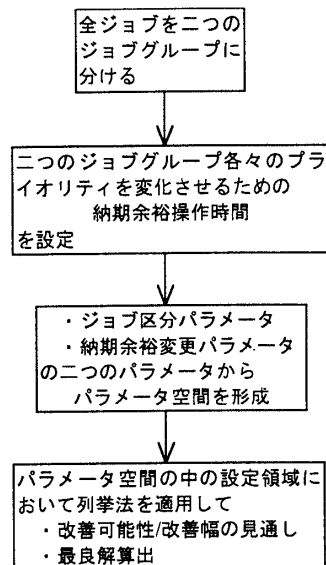 全ジョブを二つの
ジョブグループに
分ける
二つのジョブグループ各々のプラ
イオリティを変化させるための
納期余裕操作時間
を設定
・ジョブ区分パラメータ
・納期余裕変更パラメータ
の二つのパラメータから
パラメータ空間を形成
パラメータ空間の中の設定領域に
おいて列挙法を適用して
・改善可能性/改善幅の見通し
・最良解算出